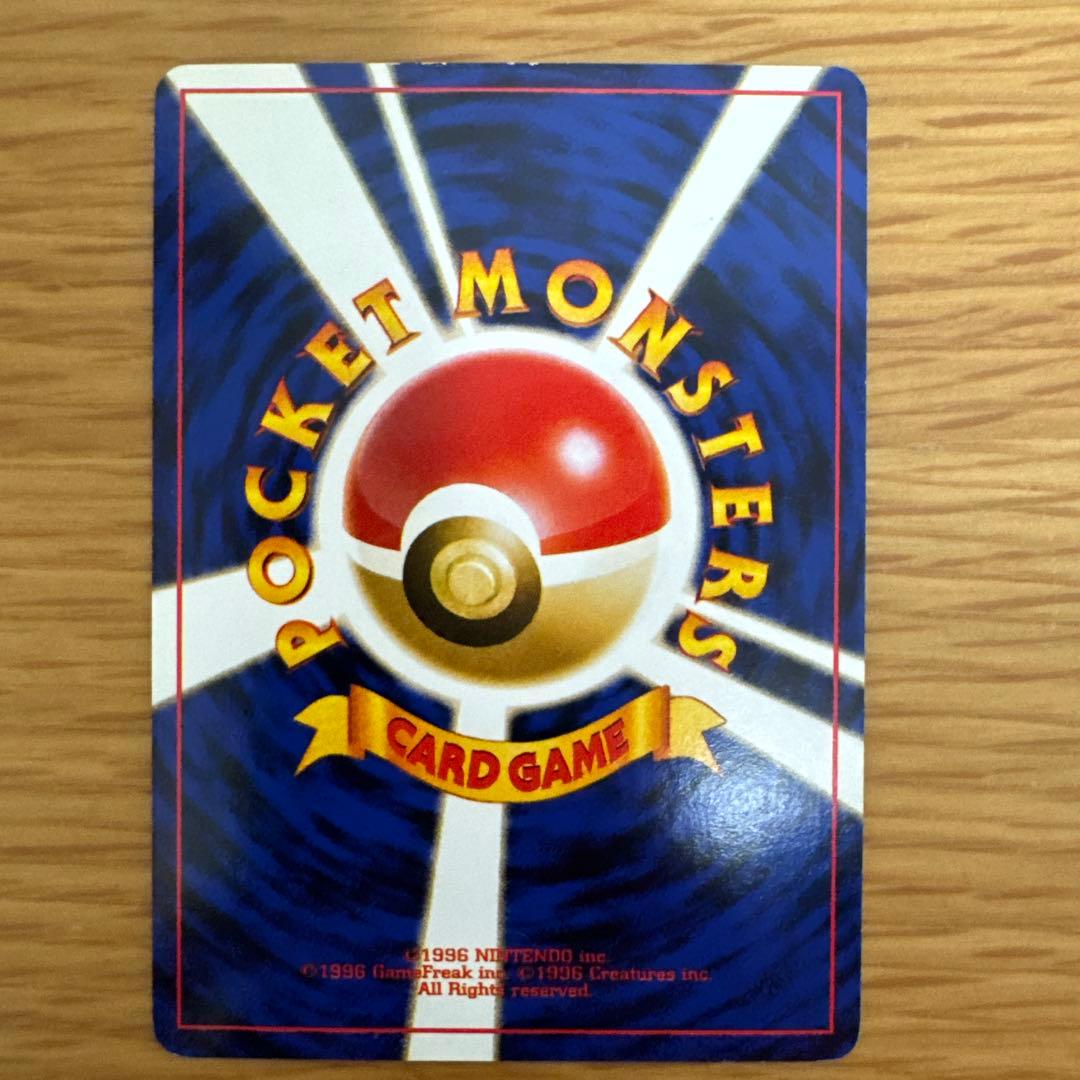 POCKET MONSTERS
CARD GAME
©1996 NINTENDO inc.
©1996 GameFreak inc. ©1996 Creatures inc.
All Rights reserved.